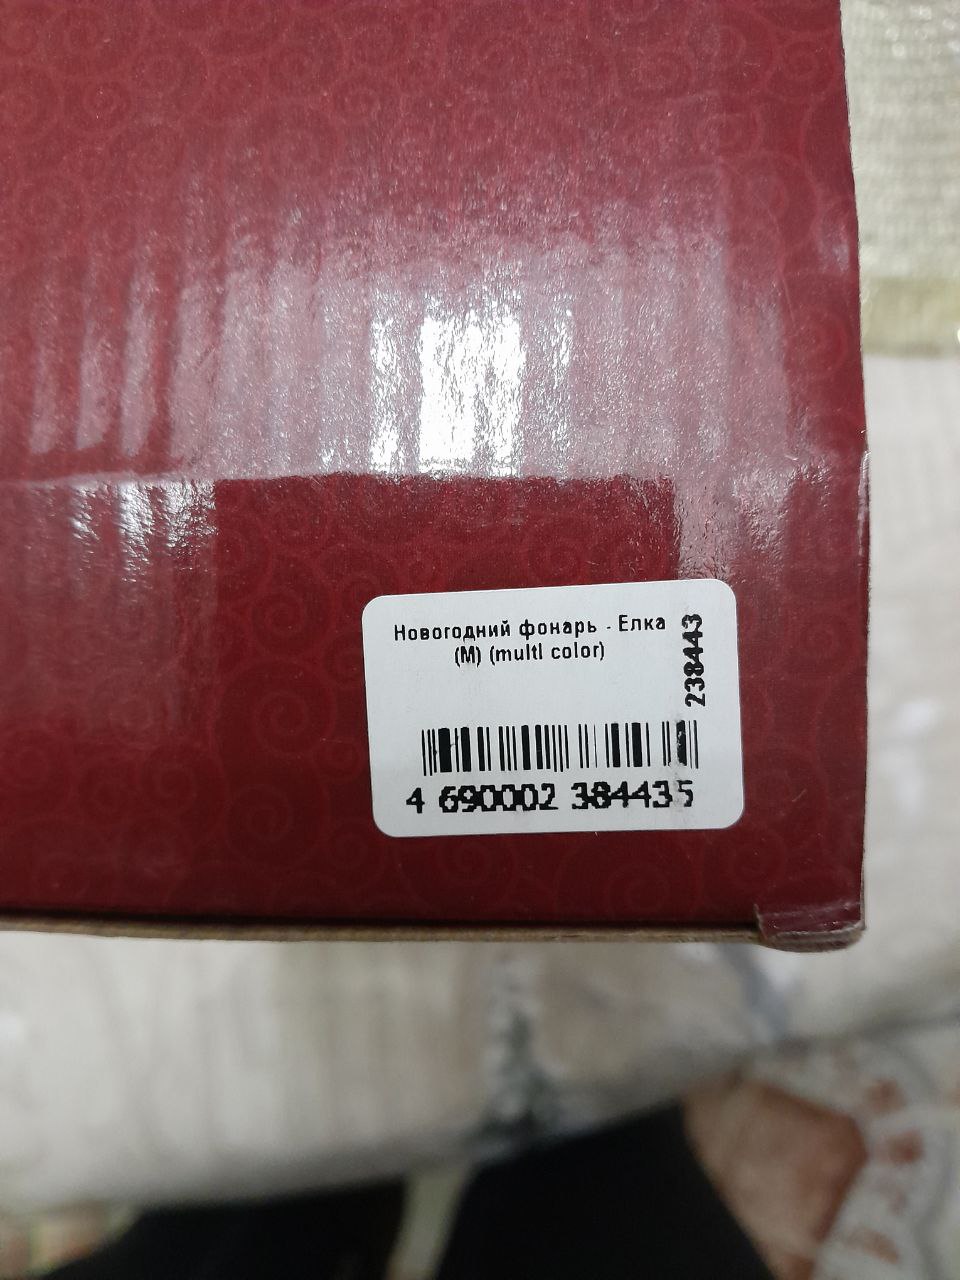 Новогодний фонарь - Елка
(M) (multi color)
238443
4 690002 384435